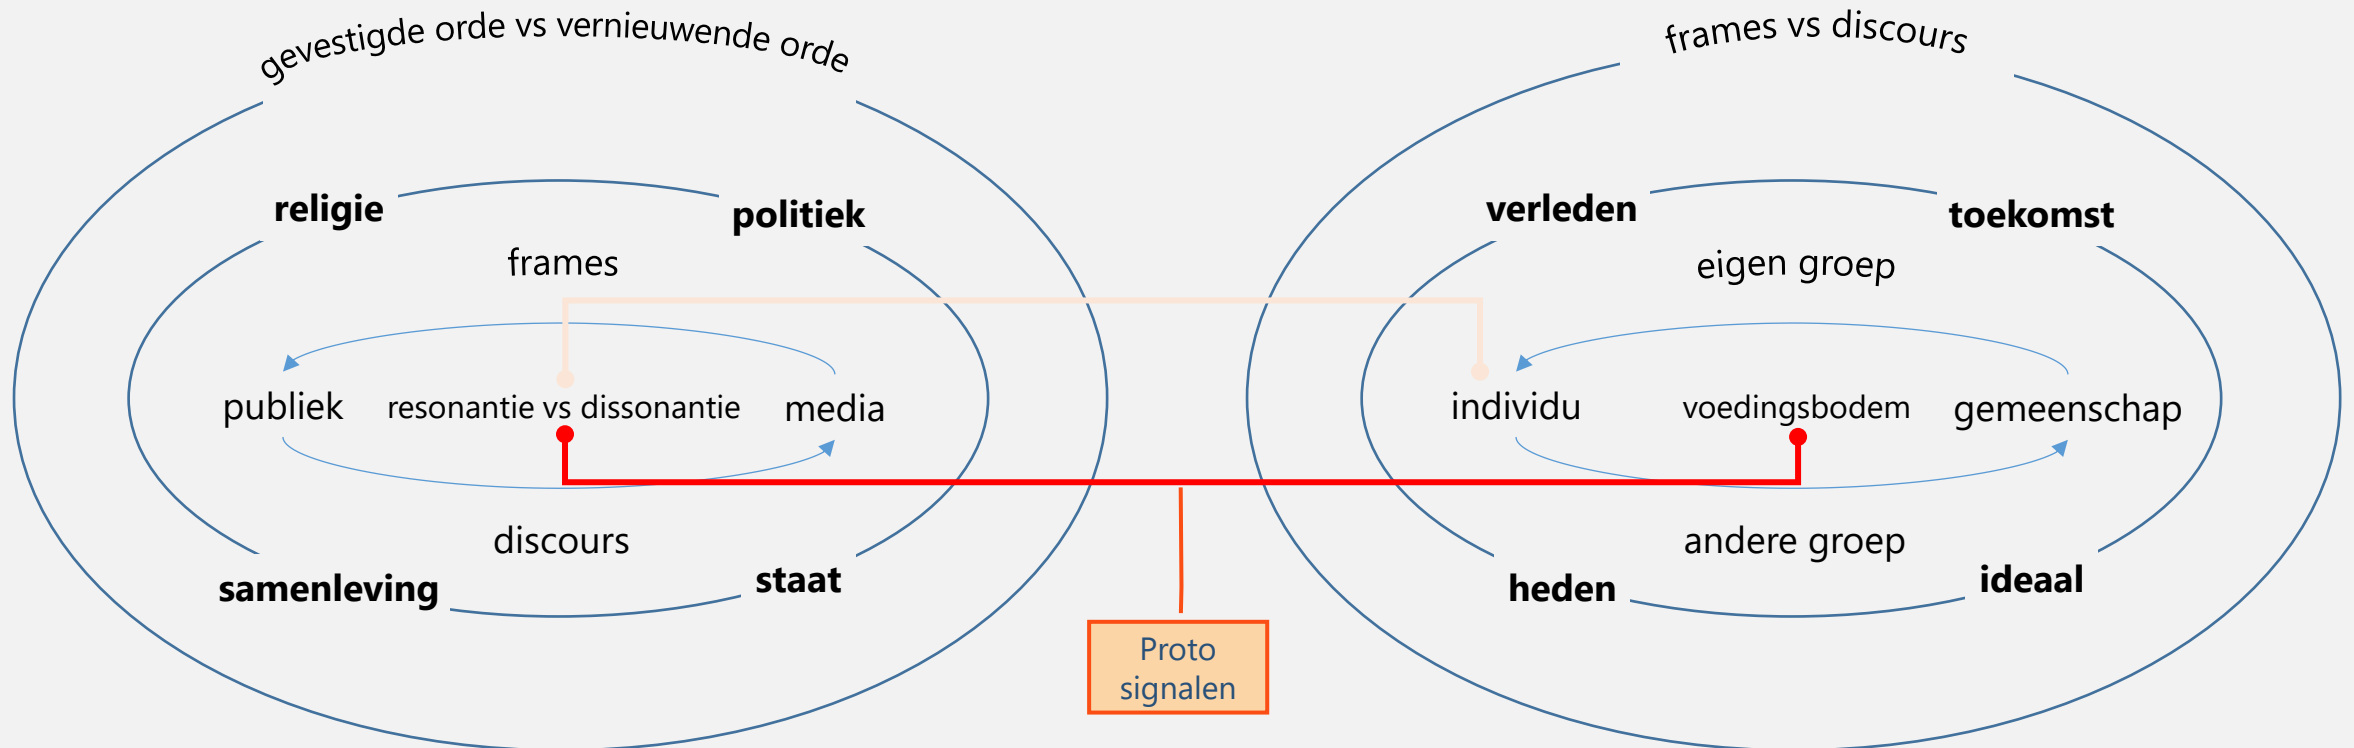 gevestigde orde vs vernieuwende orde
religie
politiek
frames
publiek
resonantie vs dissonantie
media
discours
samenleving
staat
frames vs discours
verleden
toekomst
eigen groep
individu
voedingsbodem
gemeenschap
andere groep
heden
ideaal
Proto
signalen